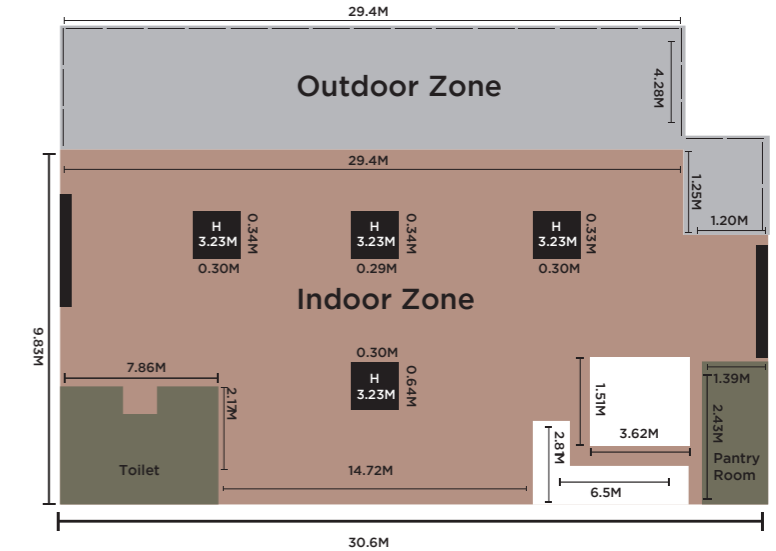 29.4M
Outdoor Zone
4.28M
29.4M
1.25M
1.20M
H
3.23M
0.34M
0.30M
H
3.23M
0.34M
0.29M
H
3.23M
0.33M
0.30M
Indoor Zone
9.83M
7.86M
2.17M
Toilet
0.30M
H
3.23M
0.64M
14.72M
1.51M
3.62M
2.81M
6.5M
1.39M
2.43M
Pantry
Room
30.6M